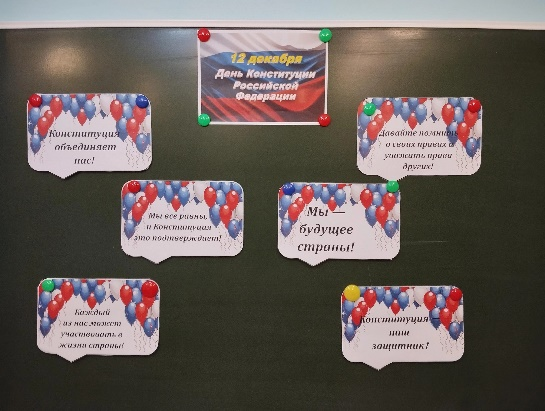 12 декабря
День Конституции
Российской
Федерации
Конституция
объединяет
нас!
Давайте помнить
о своих правах и
уважать права
других!
Мы все равны,
и Конституция
это подтверждает!
Мы —
будущее
страны!
Каждый
из нас может
участвовать в
жизни страны!
Конституция —
наш
защитник!